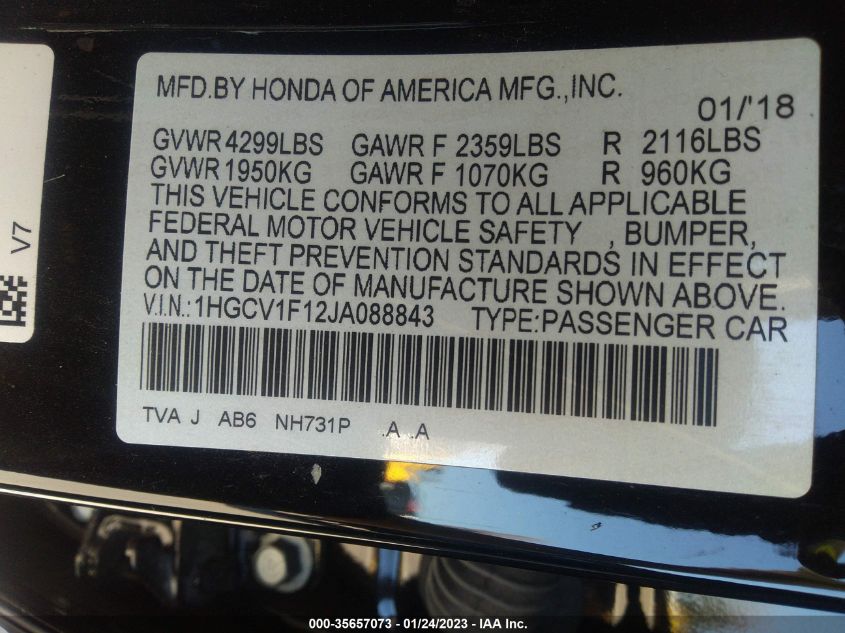 MFD.BY HONDA OF AMERICA MFG.,INC.
01/'18
GVWR 4299LBS GAWR F 2359LBS R 2116LBS
GVWR 1950KG GAWR F 1070KG R 960KG
THIS VEHICLE CONFORMS TO ALL APPLICABLE
FEDERAL MOTOR VEHICLE SAFETY , BUMPER,
AND THEFT PREVENTION STANDARDS IN EFFECT
ON THE DATE OF MANUFACTURE SHOWN ABOVE.
V.I.N.:1HGCV1F12JA088843 TYPE:PASSENGER CAR
TVA J AB6 NH731P .A .A
V7
000-35657073 — 01/24/2023 — IAA Inc.